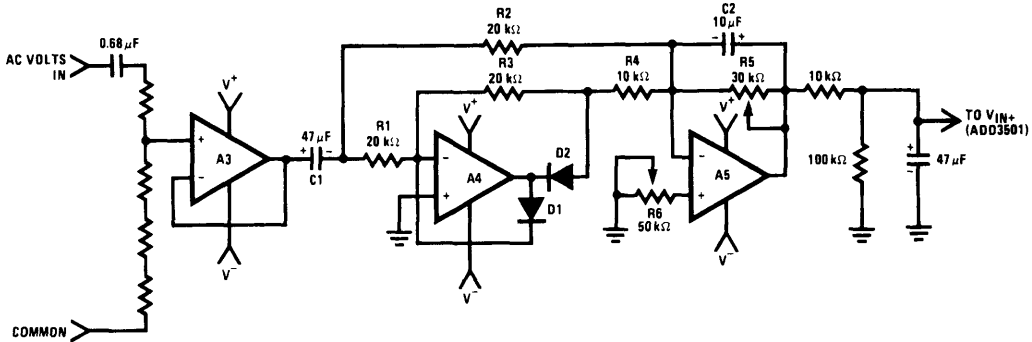 AC VOLTS
IN
0.68 µF
V+
A3
V−
COMMON
47 µF
+
−
C1
R1
20 kΩ
R2
20 kΩ
R3
20 kΩ
V+
−
+
A4
V−
D2
D1
R4
10 kΩ
C2
10 µF
−
+
R5
30 kΩ
V+
−
+
A5
V−
R6
50 kΩ
10 kΩ
100 kΩ
+
−
47 µF
TO VIN+
(ADD3501)
+
−